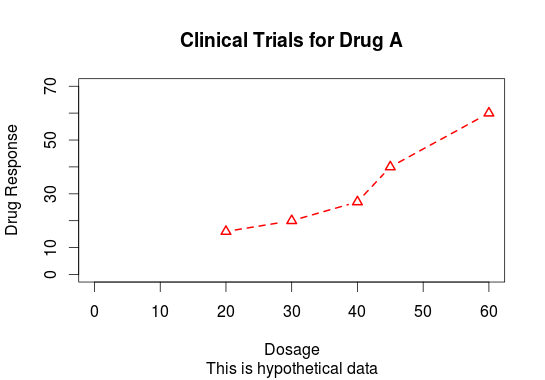 Clinical Trials for Drug A
Drug Response
70
50
30
10
0
0 10 20 30 40 50 60
Dosage
This is hypothetical data